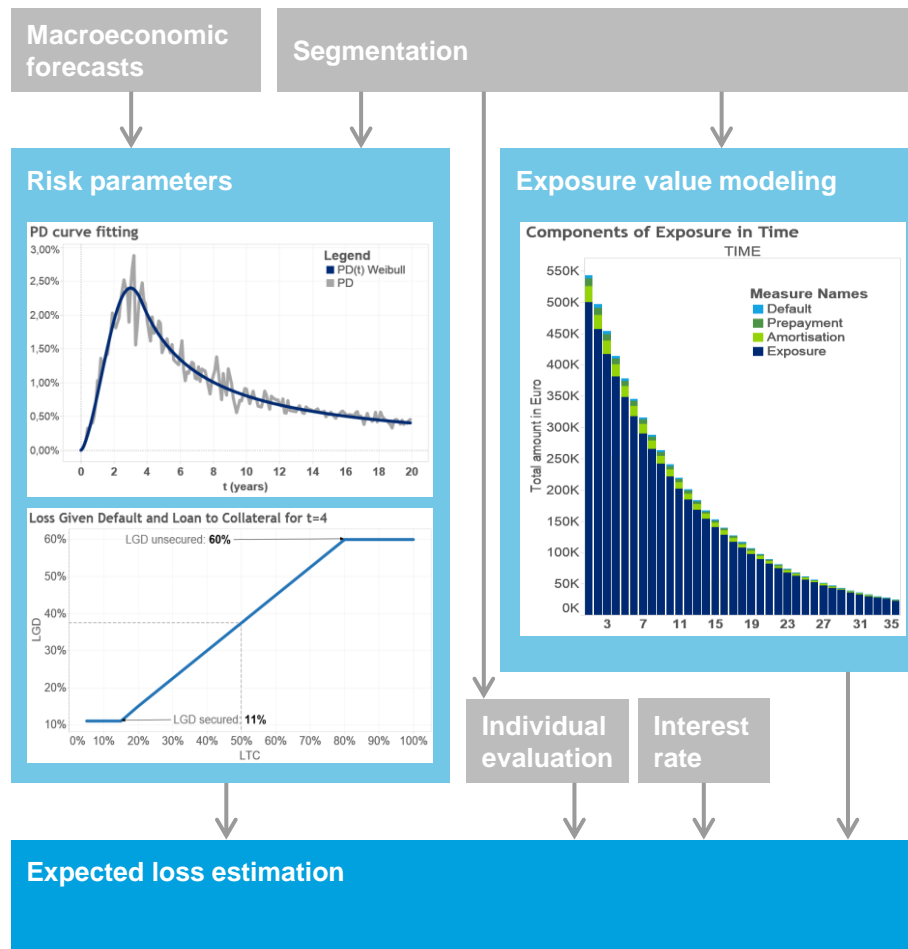 Macroeconomic
forecasts
Segmentation
Risk parameters
PD curve fitting
3,00%
2,50%
2,00%
1,50%
1,00%
0,50%
0,00%
Legend
PD(t) Weibull
PD
0 2 4 6 8 10 12 14 16 18 20
t (years)
Loss Given Default and Loan to Collateral for t=4
60%
50%
40%
30%
20%
10%
LGD
LGD unsecured: 60%
LGD secured: 11%
0% 10% 20% 30% 40% 50% 60% 70% 80% 90% 100%
LTC
Exposure value modeling
Components of Exposure in Time
TIME
550K
500K
450K
400K
350K
300K
250K
200K
150K
100K
50K
0K
Total amount in Euro
Measure Names
Default
Prepayment
Amortisation
Exposure
3 7 11 15 19 23 27 31 35
Individual
evaluation
Interest
rate
Expected loss estimation